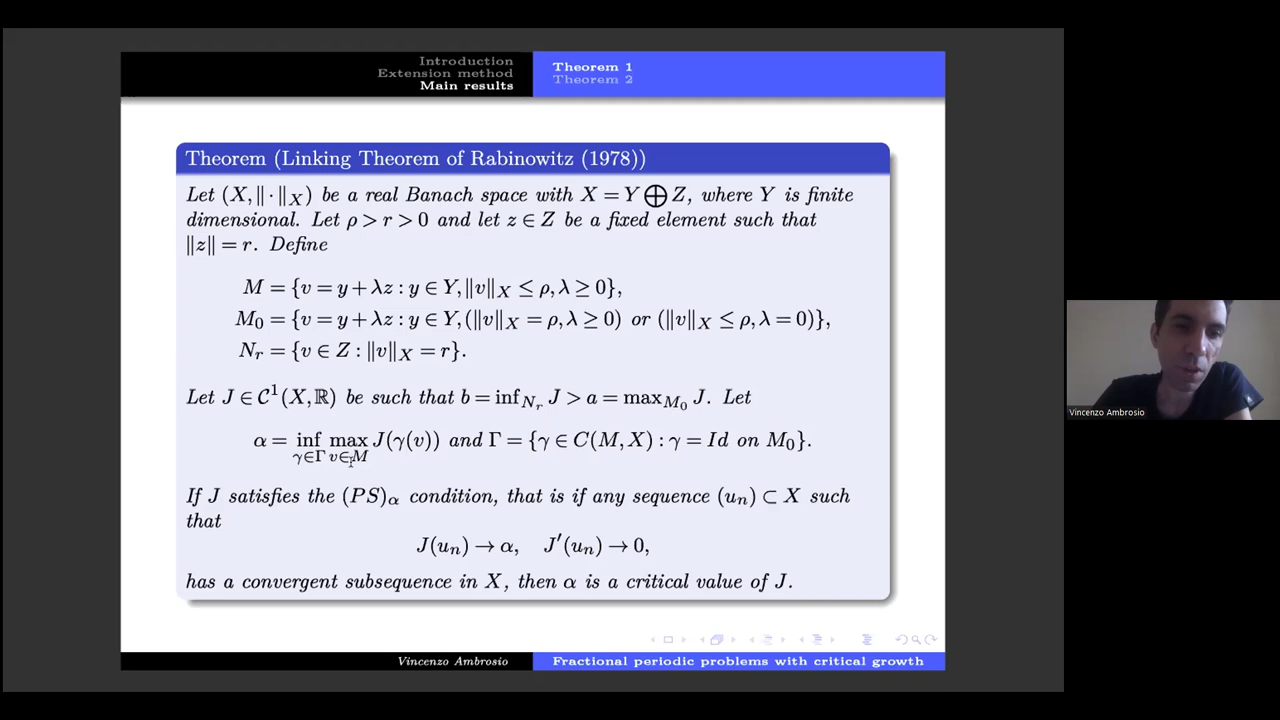 Introduction
Extension method
Main results
Theorem 1
Theorem 2
Theorem (Linking Theorem of Rabinowitz (1978))
Let (X, ‖·‖_X) be a real Banach space with X = Y ⊕ Z, where Y is finite
dimensional. Let ρ > r > 0 and let z ∈ Z be a fixed element such that
‖z‖ = r. Define
M = {v = y + λz : y ∈ Y, ‖v‖_X ≤ ρ, λ ≥ 0},
M_0 = {v = y + λz : y ∈ Y, (‖v‖_X = ρ, λ ≥ 0) or (‖v‖_X ≤ ρ, λ = 0)},
N_r = {v ∈ Z : ‖v‖_X = r}.
Let J ∈ C^1(X, ℝ) be such that b = inf_{N_r} J > a = max_{M_0} J. Let
α = inf_{γ∈Γ} max_{v∈M} J(γ(v)) and Γ = {γ ∈ C(M, X) : γ = Id on M_0}.
If J satisfies the (PS)_α condition, that is if any sequence (u_n) ⊂ X such
that
J(u_n) → α, J′(u_n) → 0,
has a convergent subsequence in X, then α is a critical value of J.
Vincenzo Ambrosio
Fractional periodic problems with critical growth
Vincenzo Ambrosio